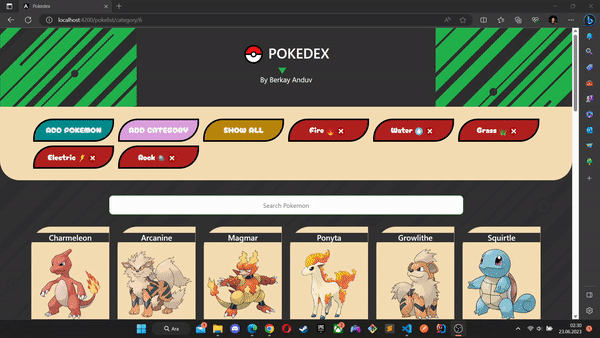 Pokedex
localhost:4200/pokelist/category/6
POKEDEX
By Berkay Anduv
ADD POKEMON
ADD CATEGORY
SHOW ALL
Fire
Water
Grass
Electric
Rock
Search Pokemon
Charmeleon
Arcanine
Magmar
Ponyta
Growlithe
Squirtle
Ara
02:30
23.06.2023